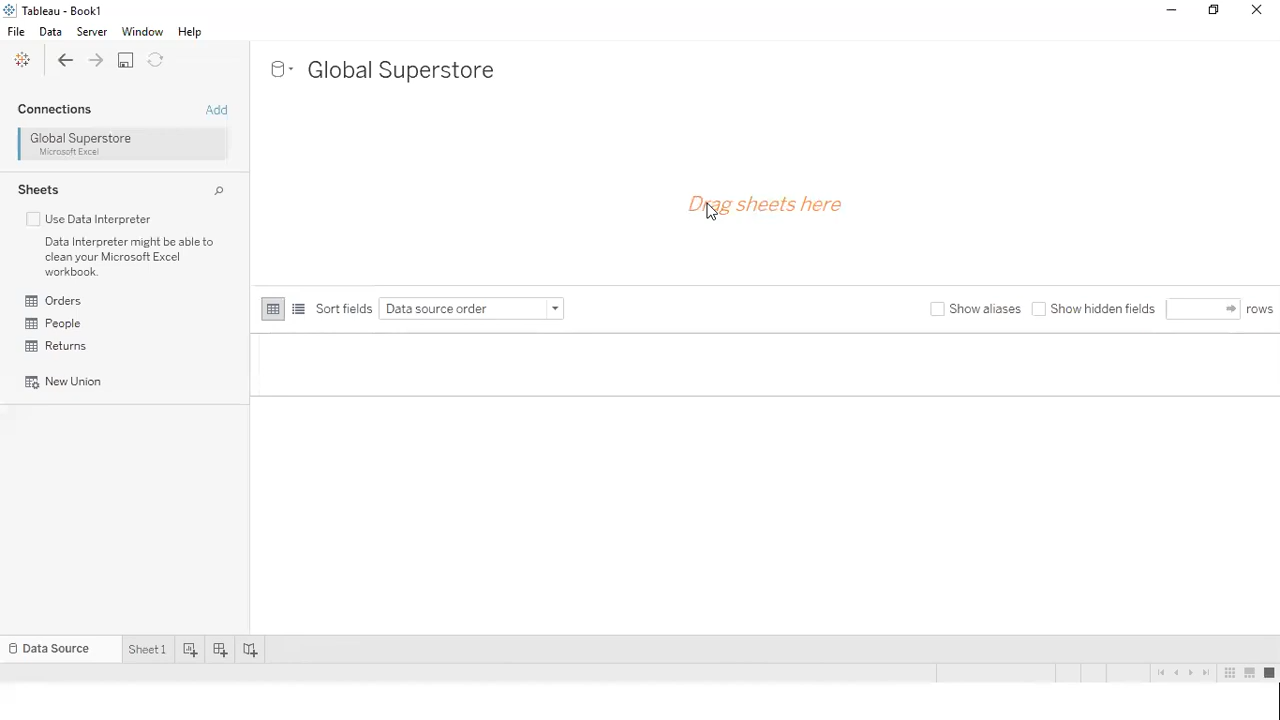 Tableau - Book1
File Data Server Window Help
Connections Add
Global Superstore
Microsoft Excel
Sheets
Use Data Interpreter
Data Interpreter might be able to
clean your Microsoft Excel
workbook.
Orders
People
Returns
New Union
Global Superstore
Drag sheets here
Sort fields Data source order Show aliases Show hidden fields rows
Data Source Sheet 1